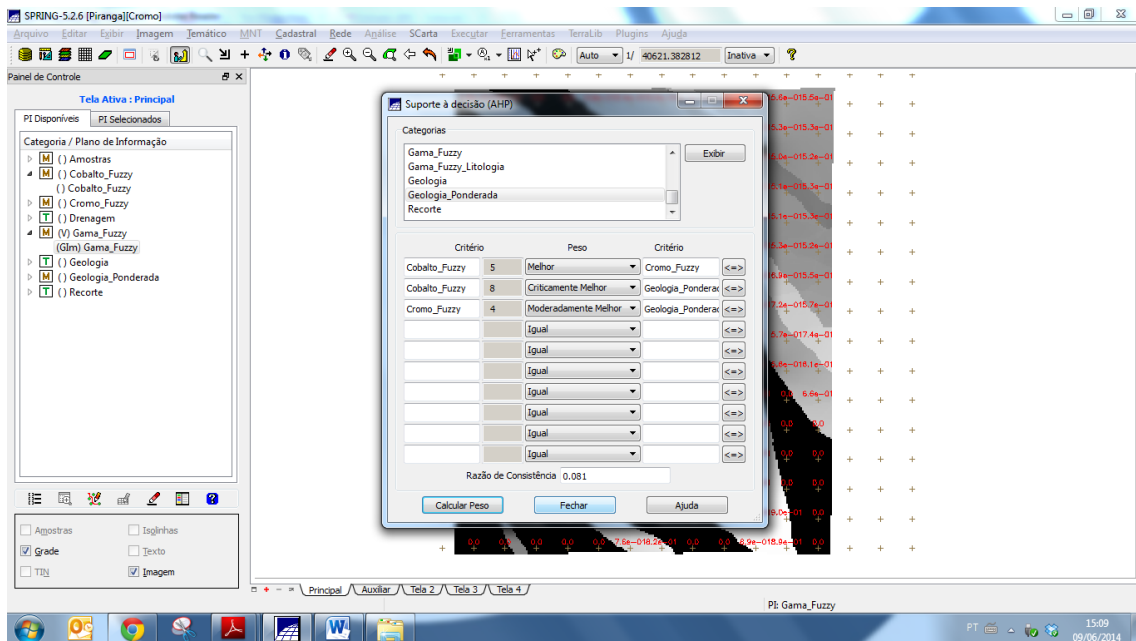 SPRING-5.2.6 [Piranga][Cromo]
Arquivo Editar Exibir Imagem Temático MNT Cadastral Rede Análise SCarta Executar Ferramentas TerraLib Plugins Ajuda
Auto 1/ 40621.382812 Inativa
Painel de Controle
Tela Ativa : Principal
PI Disponíveis PI Selecionados
Categoria / Plano de Informação
M () Amostras
M () Cobalto_Fuzzy
() Cobalto_Fuzzy
M () Cromo_Fuzzy
T () Drenagem
M (V) Gama_Fuzzy
(GIm) Gama_Fuzzy
T () Geologia
M () Geologia_Ponderada
T () Recorte
Amostras Isolinhas
Grade Texto
TIN Imagem
Suporte à decisão (AHP)
Categorias
Gama_Fuzzy
Gama_Fuzzy_Litologia
Geologia
Geologia_Ponderada
Recorte
Exibir
Critério Peso Critério
Cobalto_Fuzzy 5 Melhor Cromo_Fuzzy <=>
Cobalto_Fuzzy 8 Criticamente Melhor Geologia_Ponderac <=>
Cromo_Fuzzy 4 Moderadamente Melhor Geologia_Ponderac <=>
Igual <=>
Igual <=>
Igual <=>
Igual <=>
Igual <=>
Igual <=>
Igual <=>
Razão de Consistência 0.081
Calcular Peso Fechar Ajuda
Principal Auxiliar Tela 2 Tela 3 Tela 4
PI: Gama_Fuzzy
PT 15:09
09/06/2014